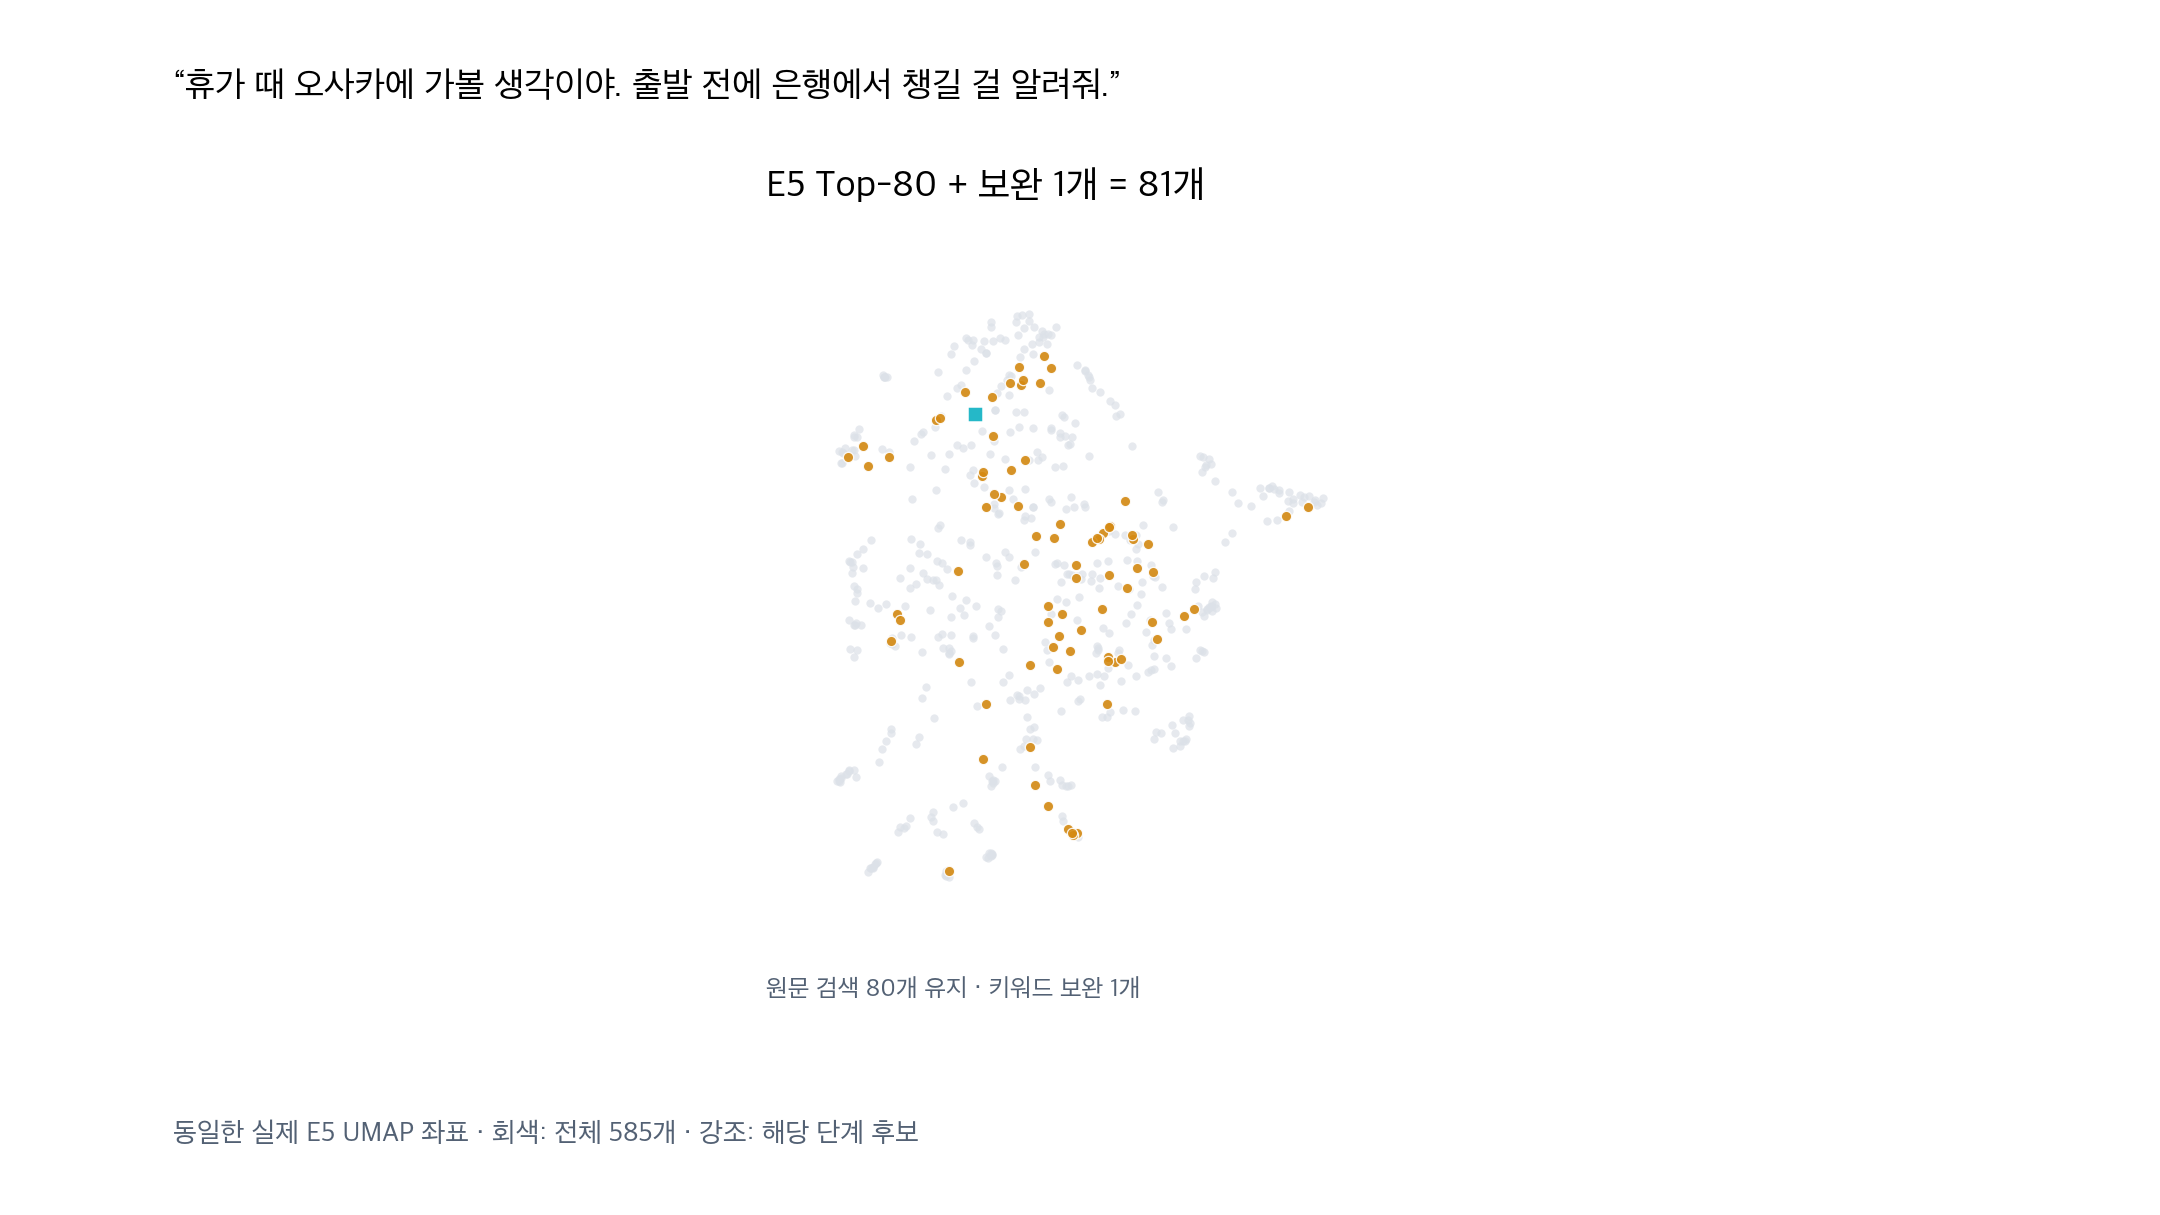 “휴가 때 오사카에 가볼 생각이야. 출발 전에 은행에서 챙길 걸 알려줘.”
E5 Top-80 + 보완 1개 = 81개
원문 검색 80개 유지 · 키워드 보완 1개
동일한 실제 E5 UMAP 좌표 · 회색: 전체 585개 · 강조: 해당 단계 후보